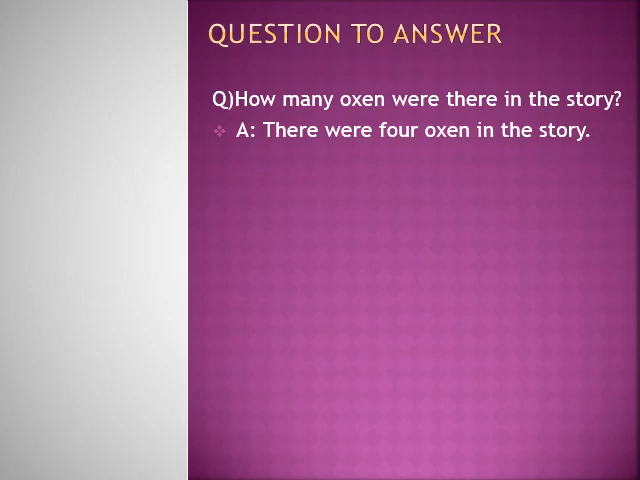 QUESTION TO ANSWER
Q)How many oxen were there in the story?
A: There were four oxen in the story.